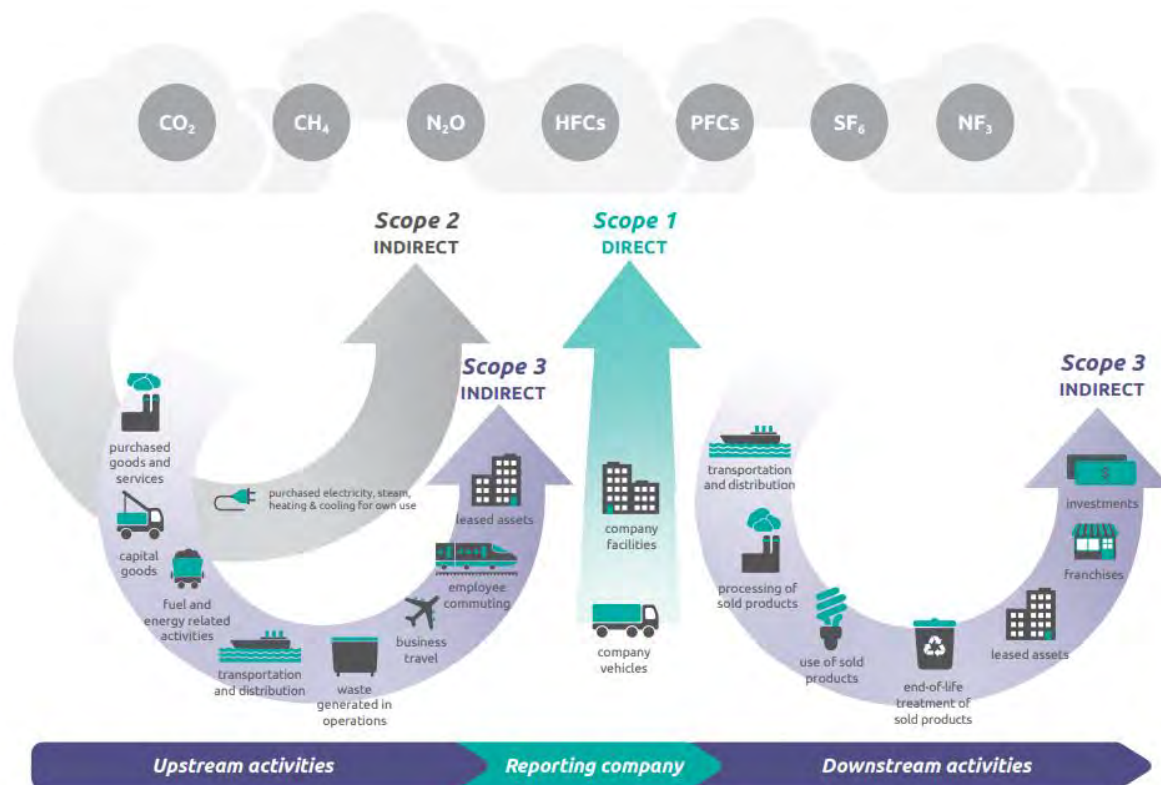 CO₂
CH₄
N₂O
HFCs
PFCs
SF₆
NF₃
Scope 2
INDIRECT
Scope 1
DIRECT
Scope 3
INDIRECT
Scope 3
INDIRECT
purchased
goods and
services
capital
goods
fuel and
energy related
activities
transportation
and distribution
waste
generated in
operations
business
travel
employee
commuting
leased assets
purchased electricity, steam,
heating & cooling for own use
company
facilities
company
vehicles
transportation
and distribution
processing of
sold products
use of sold
products
end-of-life
treatment of
sold products
leased assets
franchises
$
investments
Upstream activities
Reporting company
Downstream activities